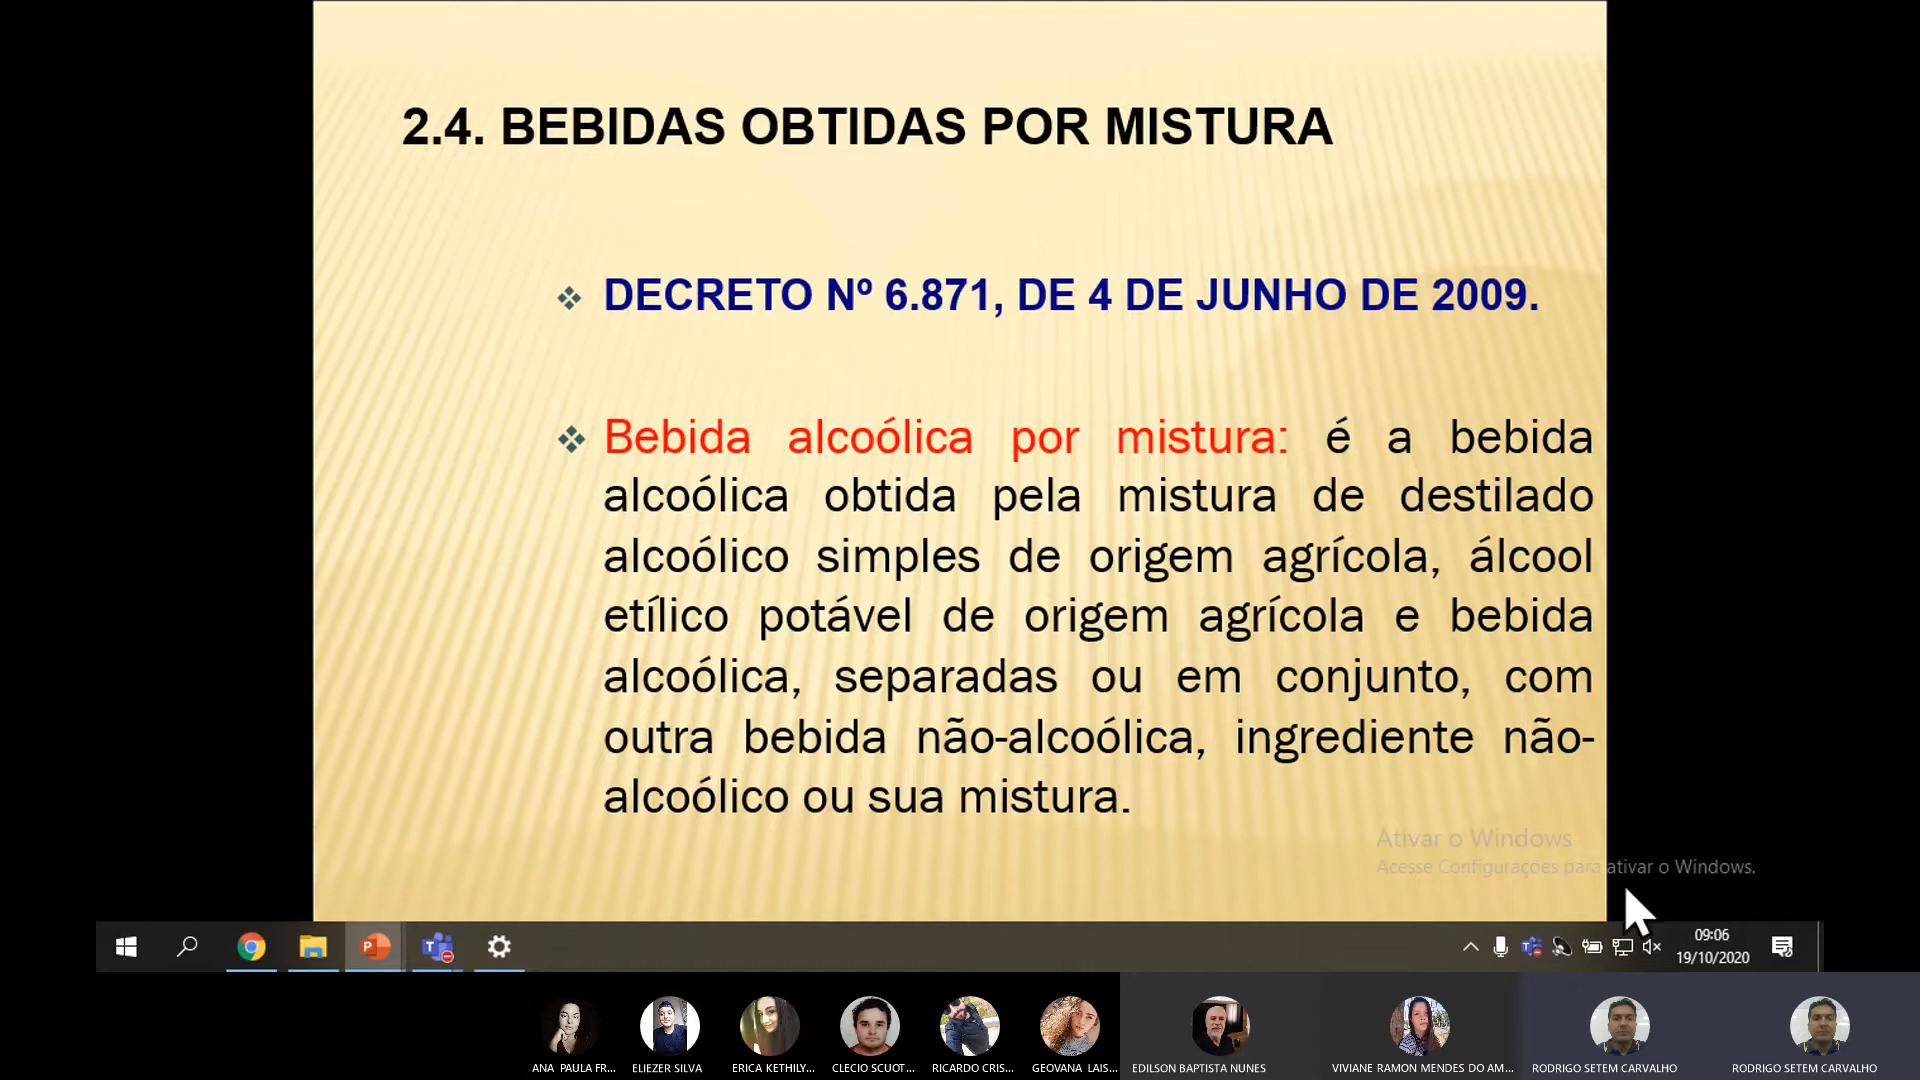 2.4. BEBIDAS OBTIDAS POR MISTURA
DECRETO Nº 6.871, DE 4 DE JUNHO DE 2009.
Bebida alcoólica por mistura: é a bebida
alcoólica obtida pela mistura de destilado
alcoólico simples de origem agrícola, álcool
etílico potável de origem agrícola e bebida
alcoólica, separadas ou em conjunto, com
outra bebida não-alcoólica, ingrediente não-
alcoólico ou sua mistura.
Ativar o Windows
Acesse Configurações para ativar o Windows.
09:06
19/10/2020
ANA PAULA FR... ELIEZER SILVA ERICA KETHILY... CLECIO SCUOT... RICARDO CRIS... GEOVANA LAIS... EDILSON BAPTISTA NUNES VIVIANE RAMON MENDES DO AM... RODRIGO SETEM CARVALHO RODRIGO SETEM CARVALHO